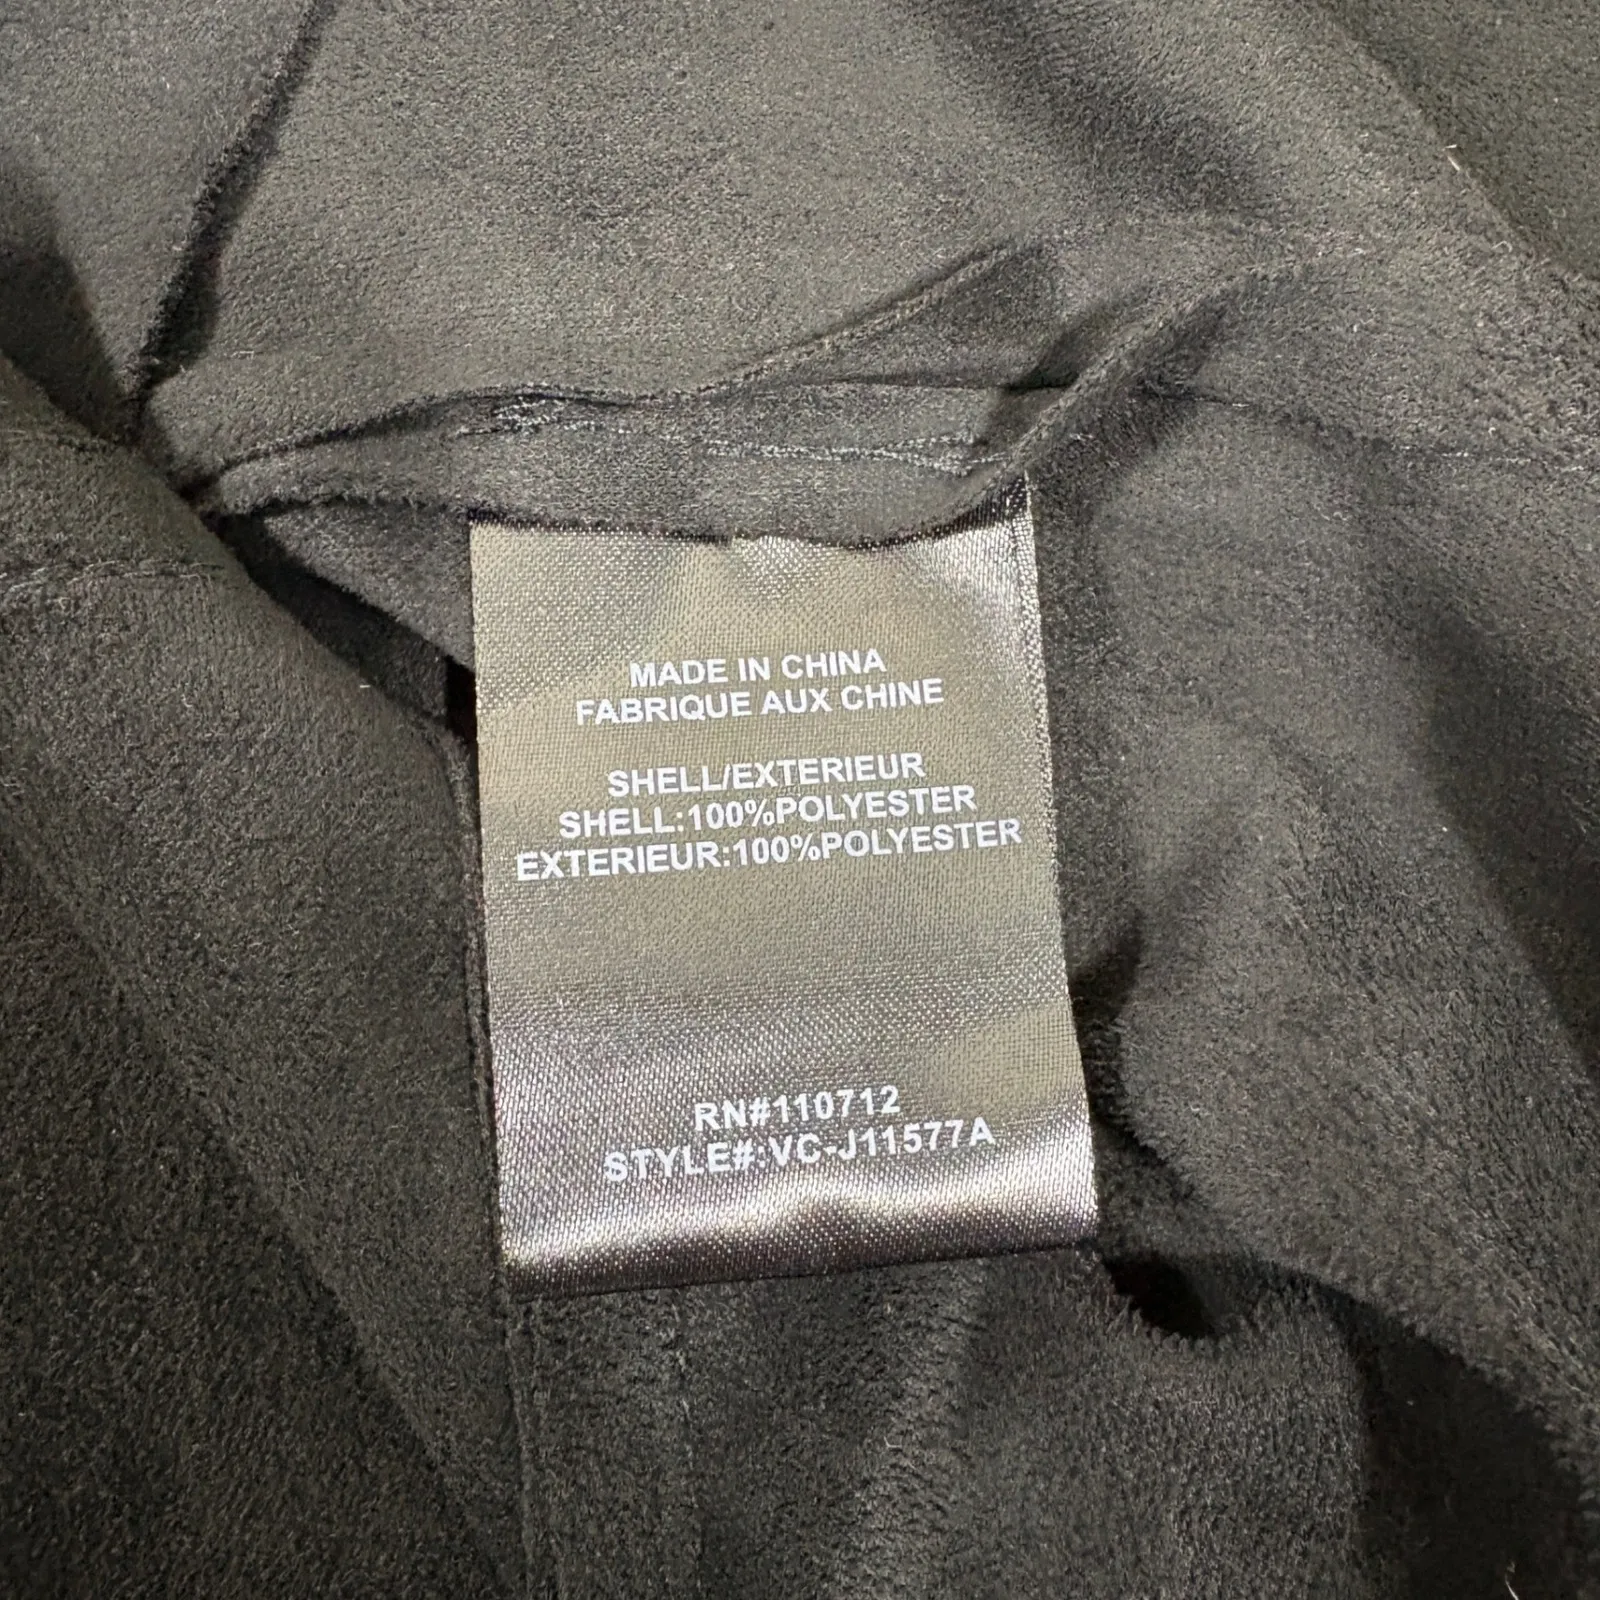 MADE IN CHINA
FABRIQUE AUX CHINE
SHELL/EXTERIEUR
SHELL:100%POLYESTER
EXTERIEUR:100%POLYESTER
RN#110712
STYLE#:VC-J11577A